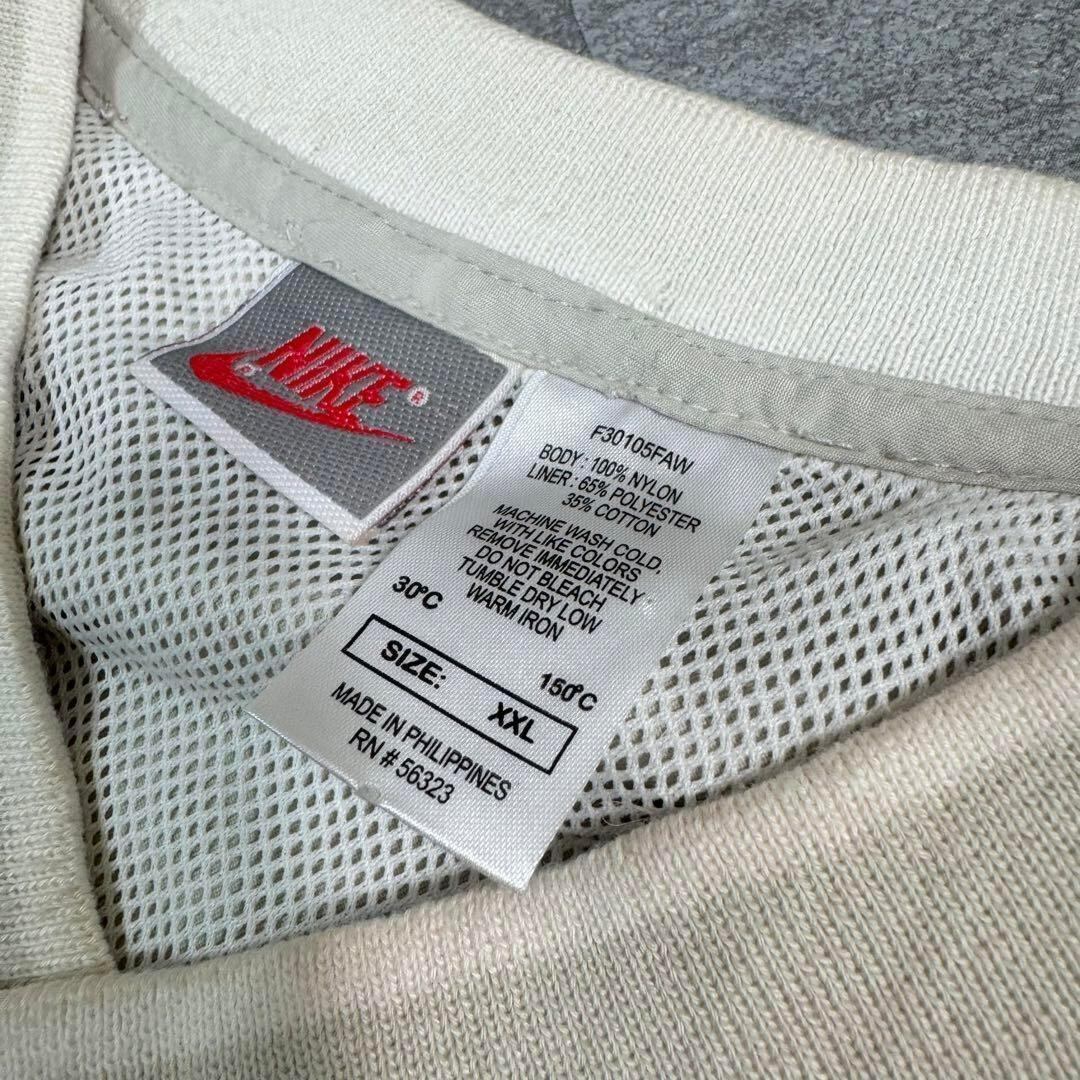 NIKE®
F30105FAW
BODY : 100% NYLON
LINER : 65% POLYESTER
35% COTTON
MACHINE WASH COLD.
WITH LIKE COLORS
REMOVE IMMEDIATELY
DO NOT BLEACH
TUMBLE DRY LOW
WARM IRON
30°C
150°C
SIZE: XXL
MADE IN PHILIPPINES
RN # 56323